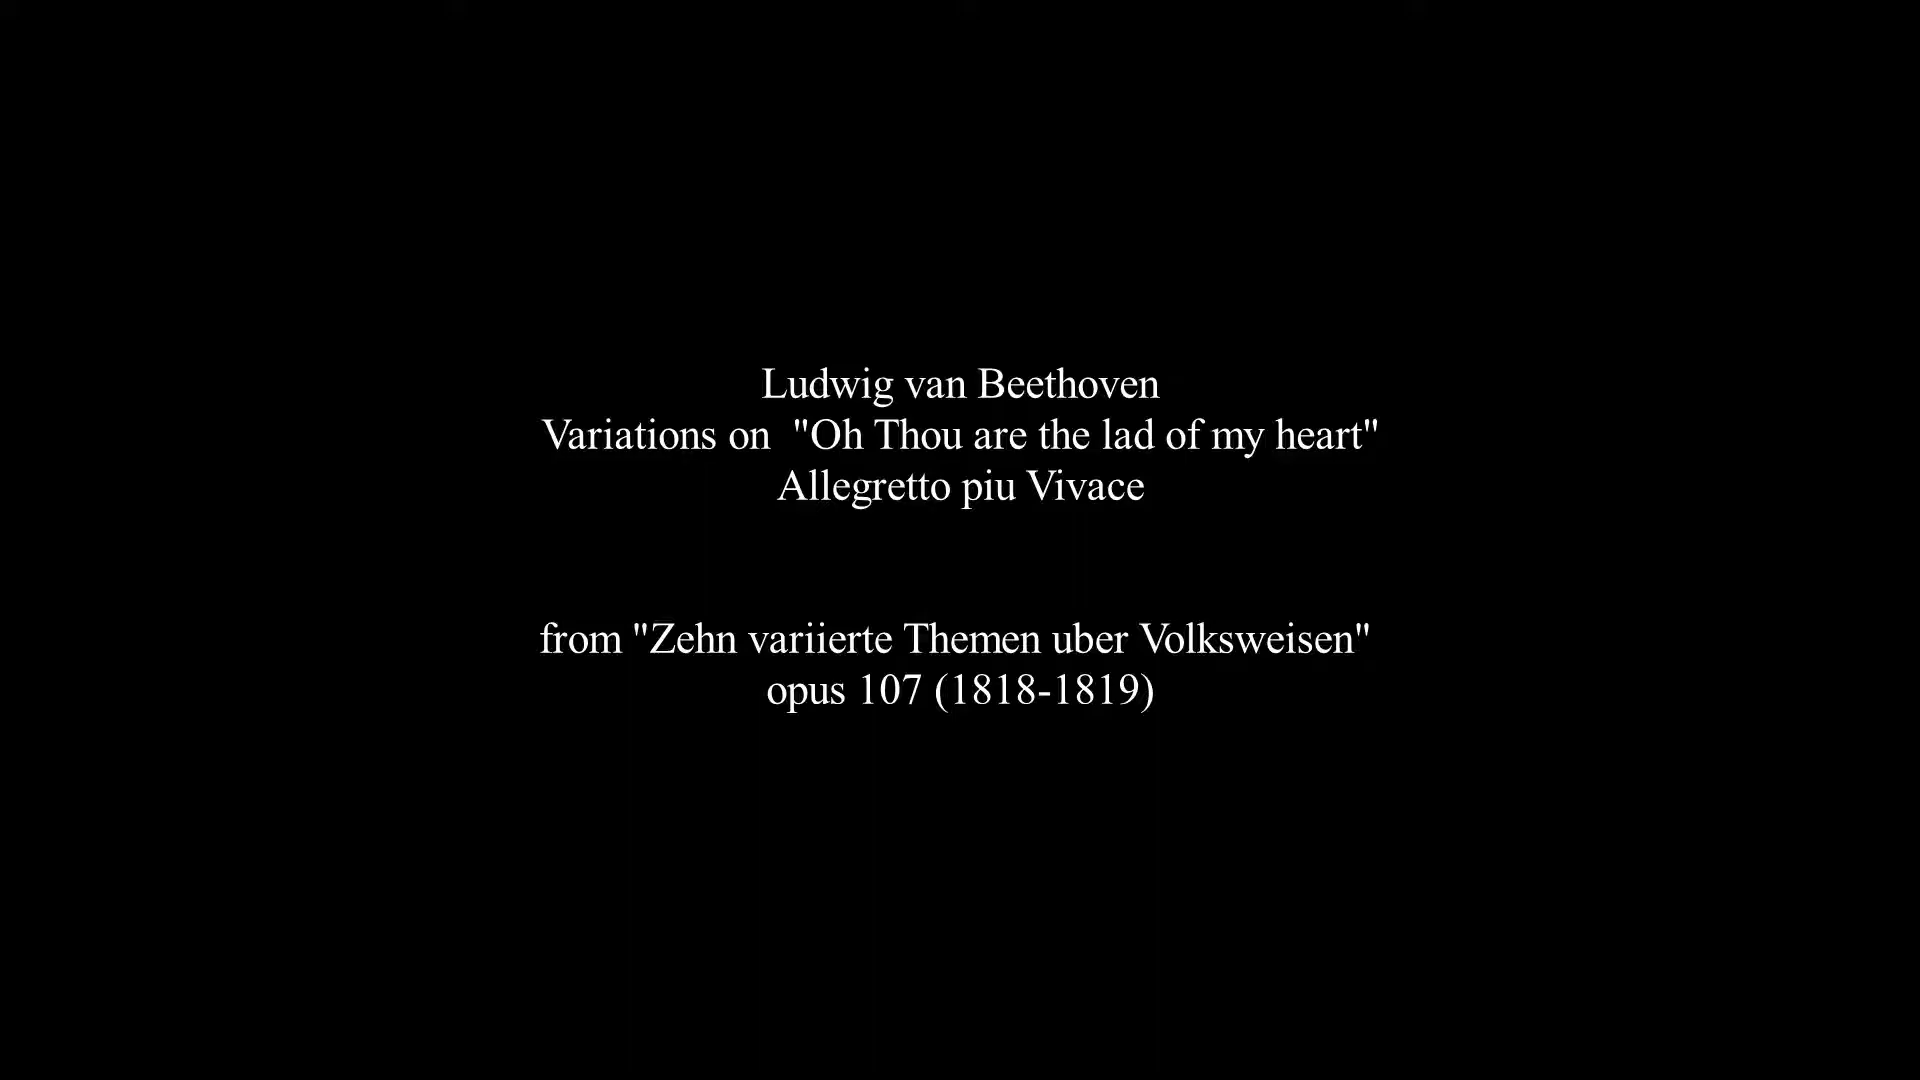 Ludwig van Beethoven
Variations on  "Oh Thou are the lad of my heart"
Allegretto piu Vivace
from "Zehn variierte Themen uber Volksweisen"
opus 107 (1818-1819)